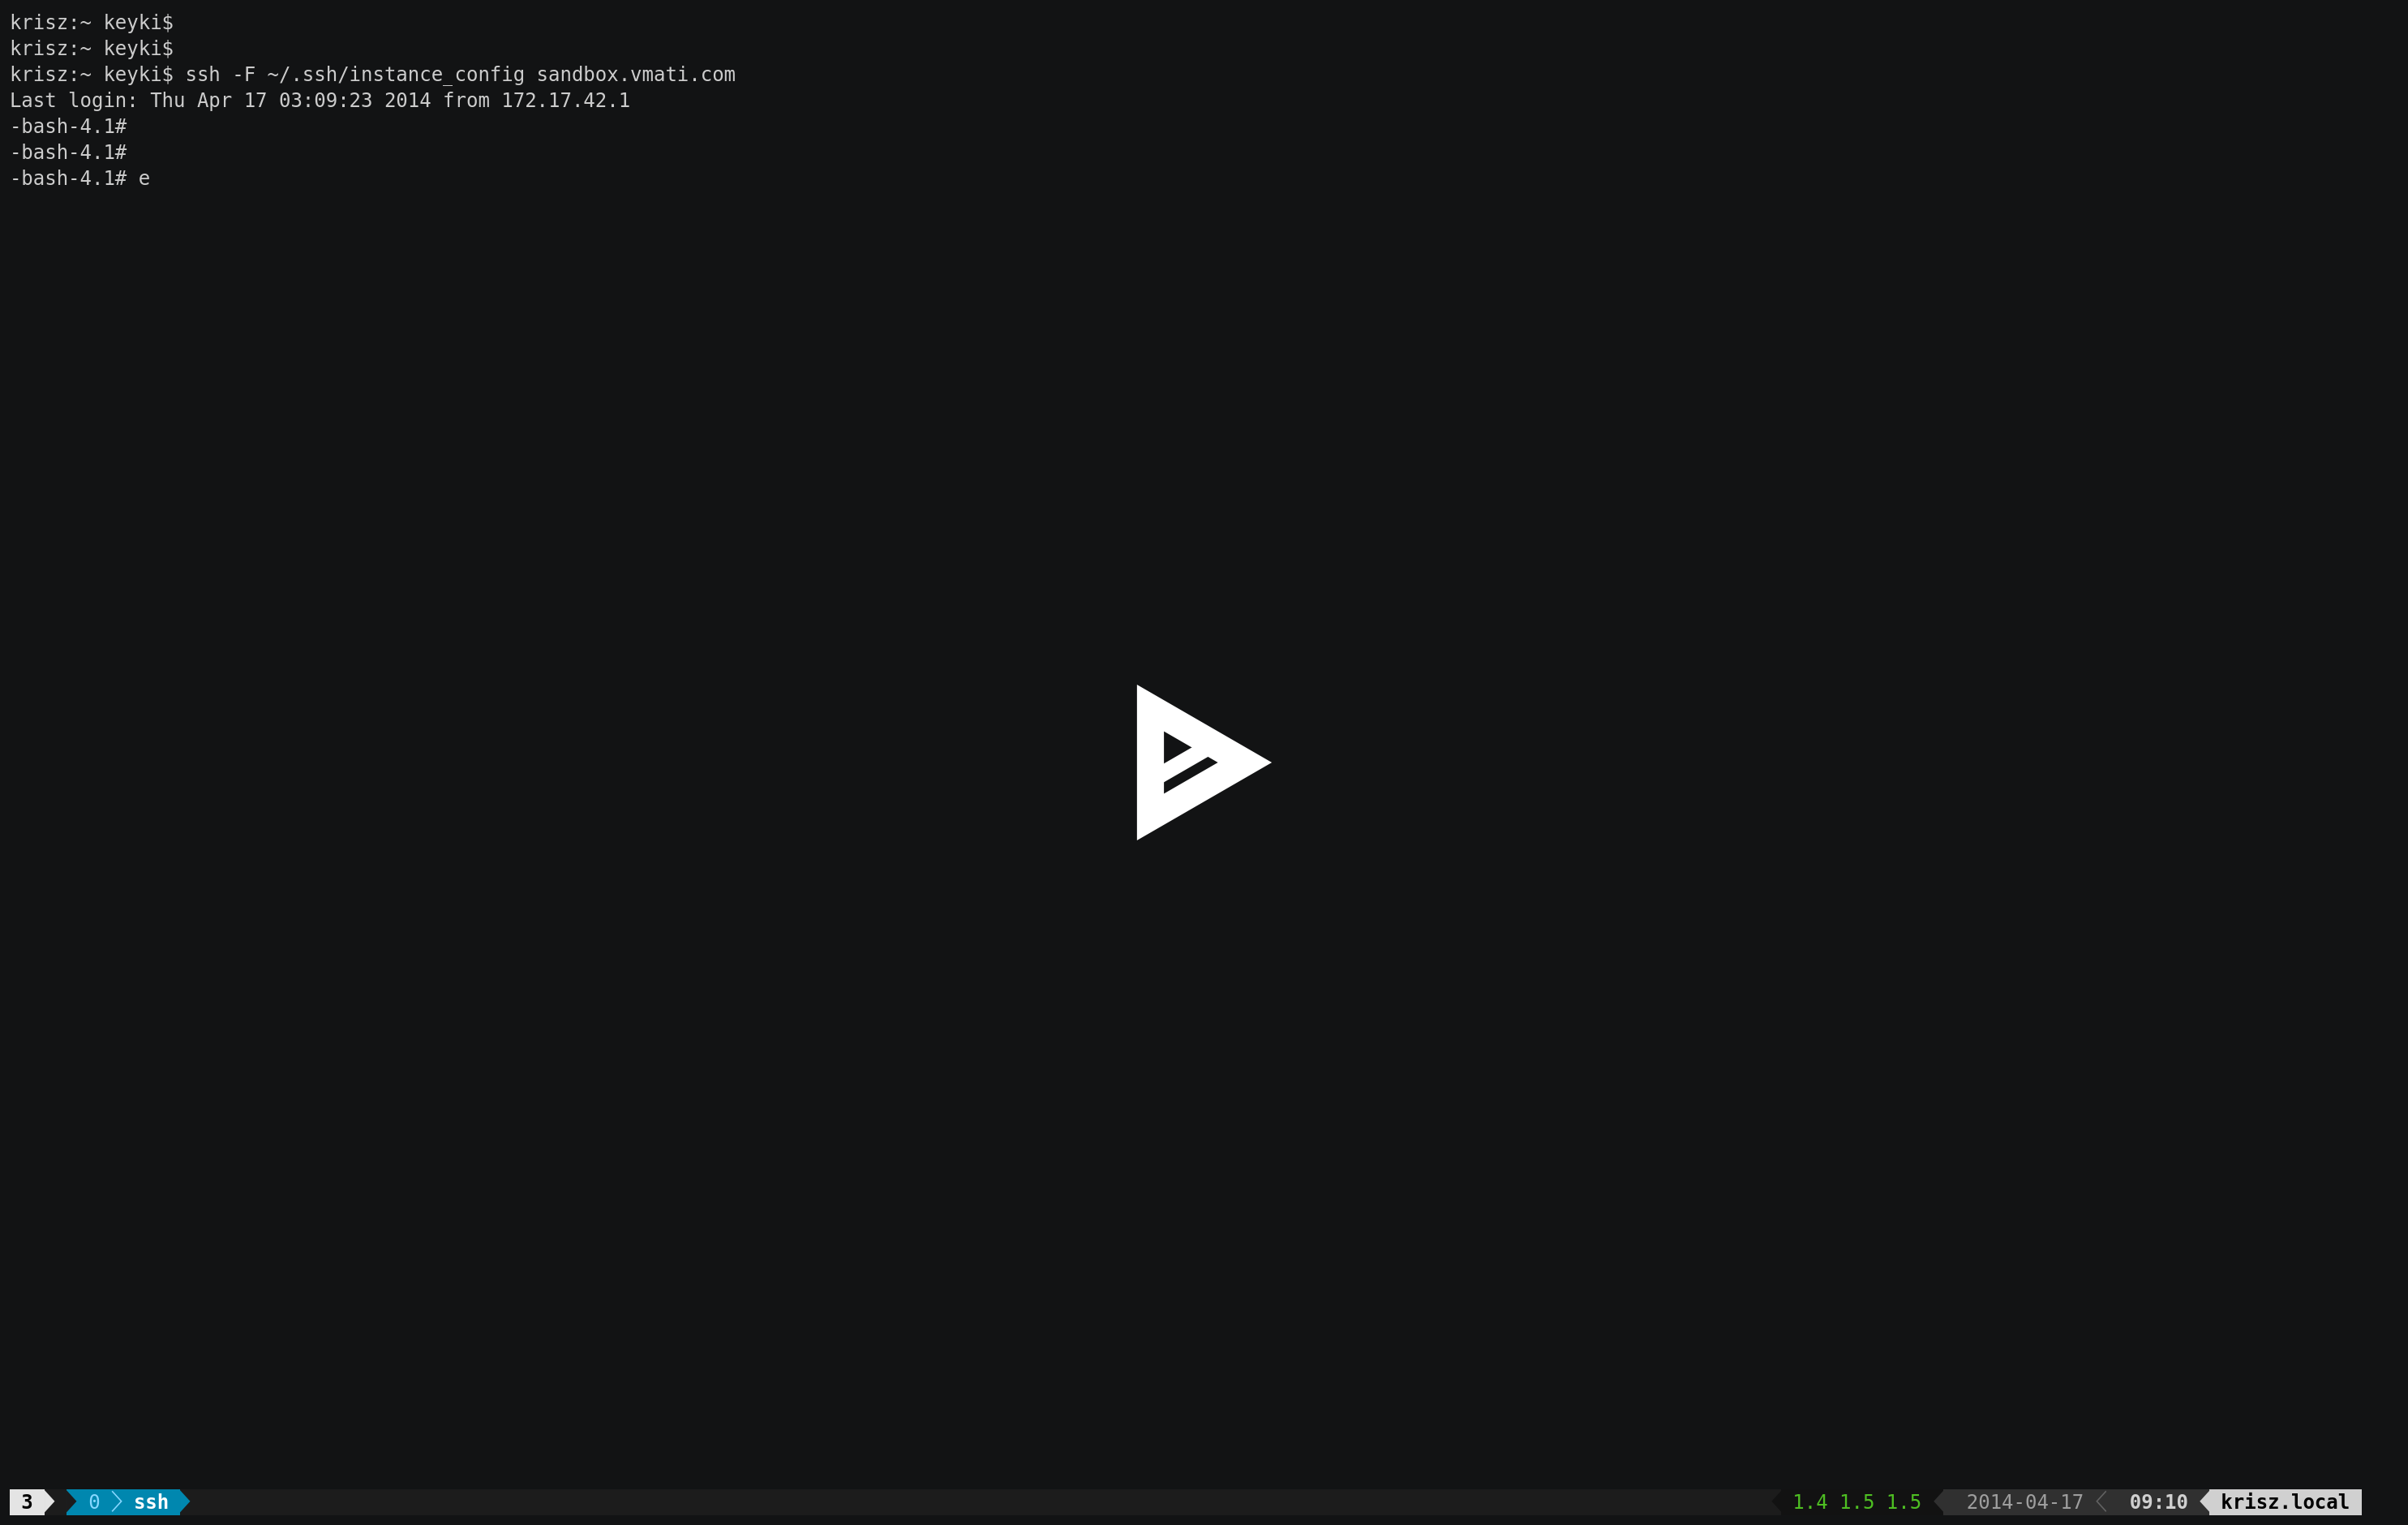 krisz:~ keyki$
krisz:~ keyki$
krisz:~ keyki$ ssh -F ~/.ssh/instance_config sandbox.vmati.com
Last login: Thu Apr 17 03:09:23 2014 from 172.17.42.1
-bash-4.1#
-bash-4.1#
-bash-4.1# e
3 0 ssh 1.4 1.5 1.5 2014-04-17 09:10 krisz.local